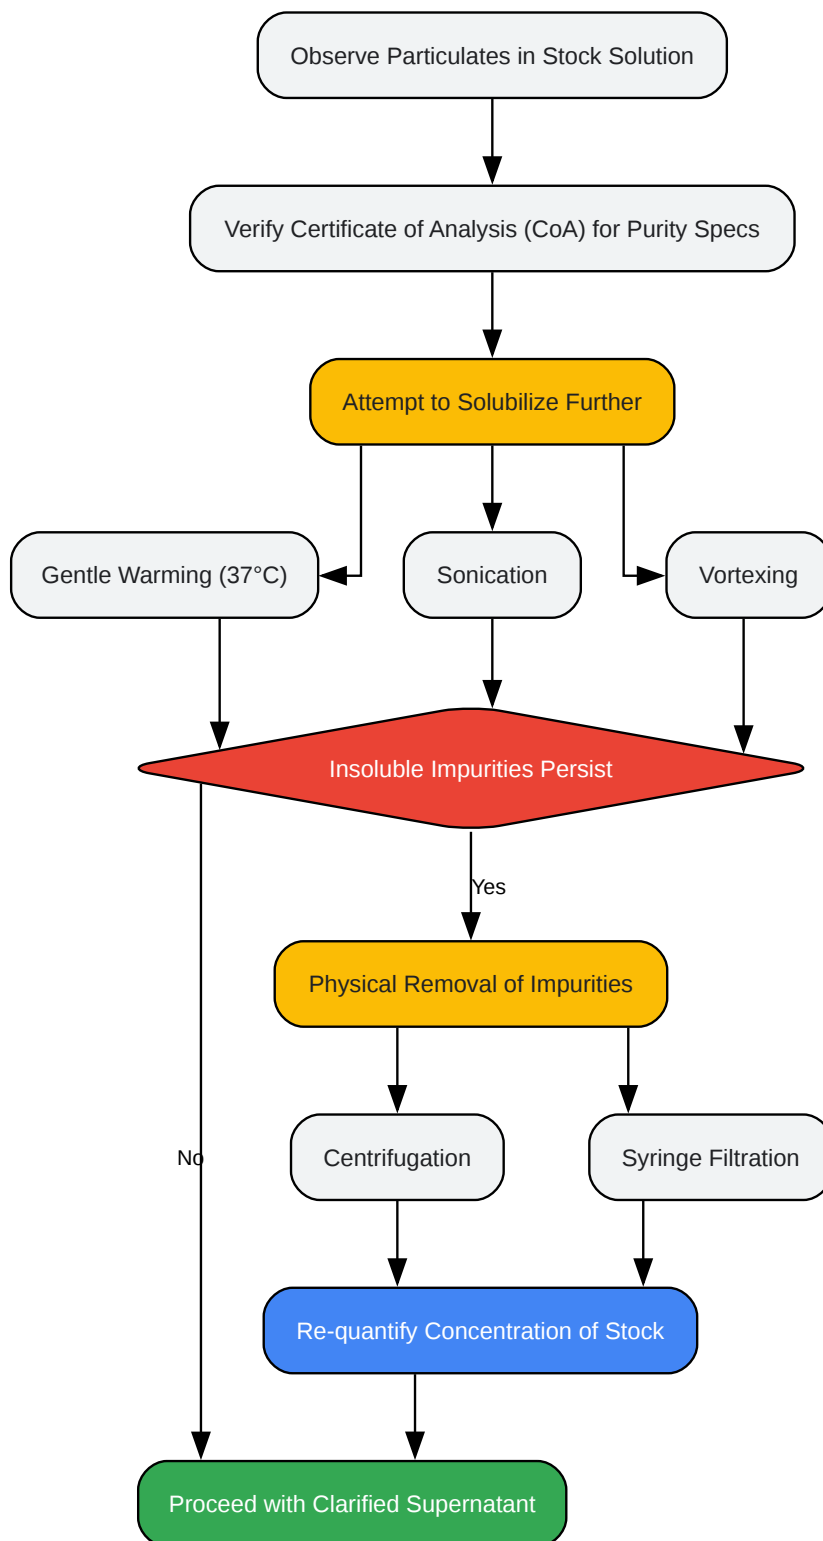 Observe Particulates in Stock Solution
Verify Certificate of Analysis (CoA) for Purity Specs
Attempt to Solubilize Further
Gentle Warming (37°C)
Sonication
Vortexing
Insoluble Impurities Persist
Yes
Physical Removal of Impurities
No
Centrifugation
Syringe Filtration
Re-quantify Concentration of Stock
Proceed with Clarified Supernatant